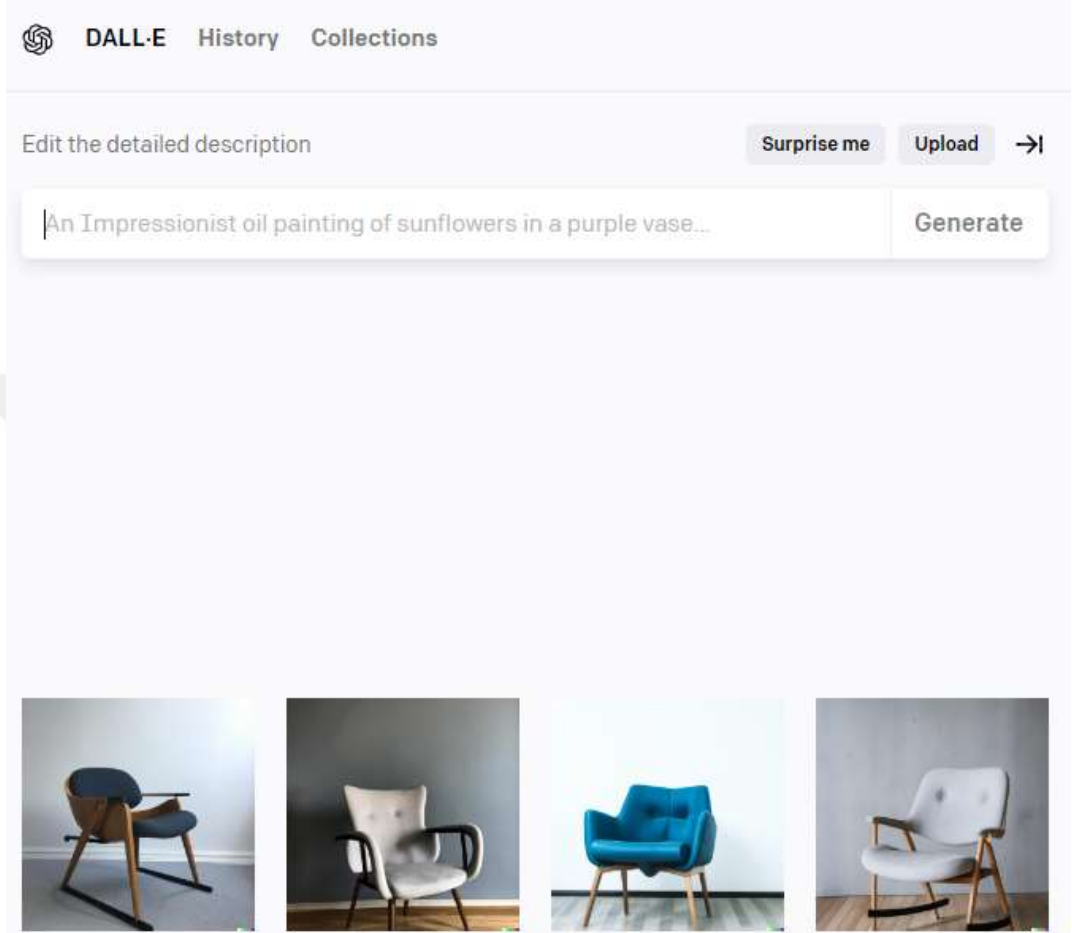 DALL·E History Collections
Edit the detailed description Surprise me Upload
An Impressionist oil painting of sunflowers in a purple vase... Generate